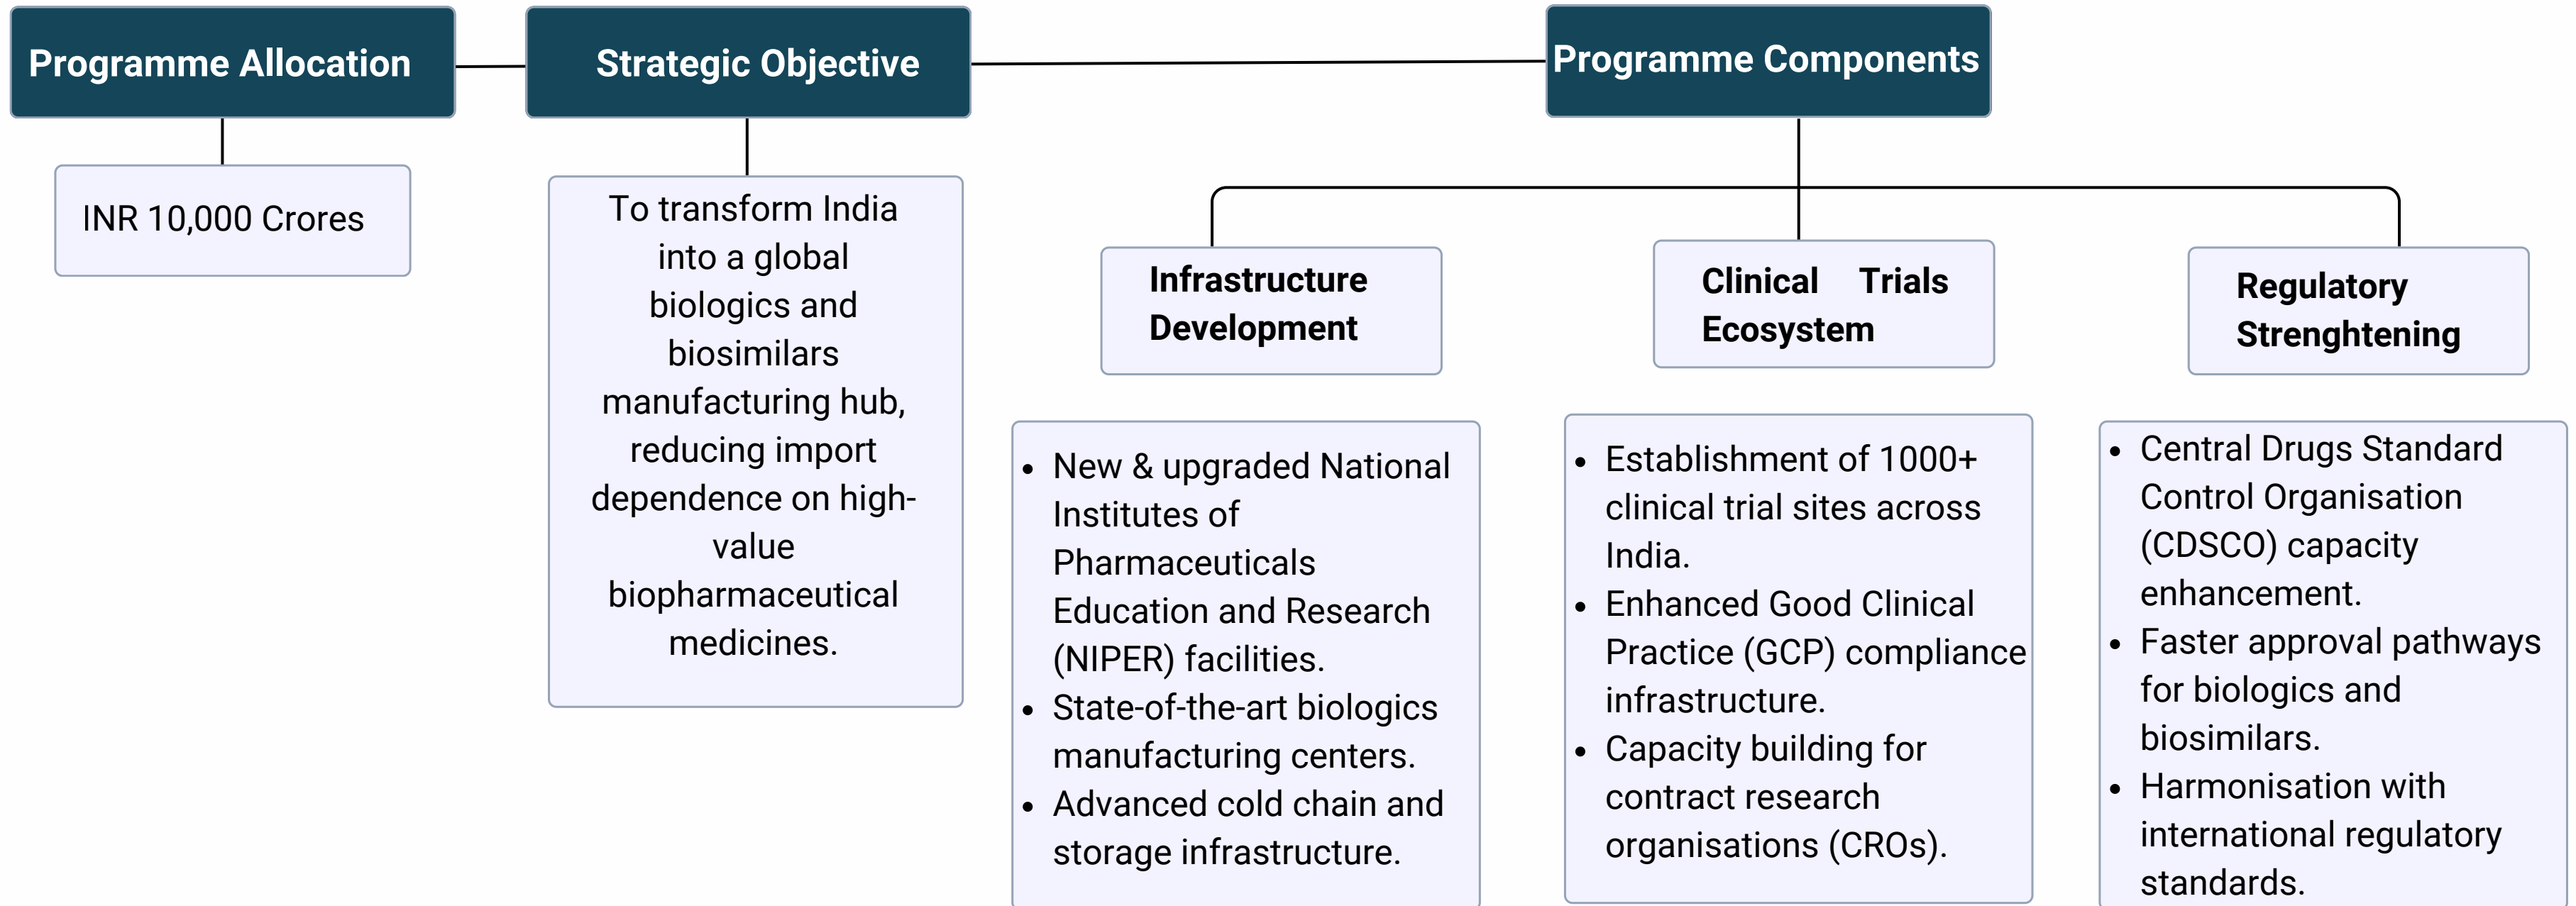 Programme Allocation
INR 10,000 Crores
Strategic Objective
To transform India
into a global
biologics and
biosimilars
manufacturing hub,
reducing import
dependence on high-
value
biopharmaceutical
medicines.
Programme Components
Infrastructure
Development
• New & upgraded National
Institutes of
Pharmaceuticals
Education and Research
(NIPER) facilities.
• State-of-the-art biologics
manufacturing centers.
• Advanced cold chain and
storage infrastructure.
Clinical Trials
Ecosystem
• Establishment of 1000+
clinical trial sites across
India.
• Enhanced Good Clinical
Practice (GCP) compliance
infrastructure.
• Capacity building for
contract research
organisations (CROs).
Regulatory
Strenghtening
• Central Drugs Standard
Control Organisation
(CDSCO) capacity
enhancement.
• Faster approval pathways
for biologics and
biosimilars.
• Harmonisation with
international regulatory
standards.